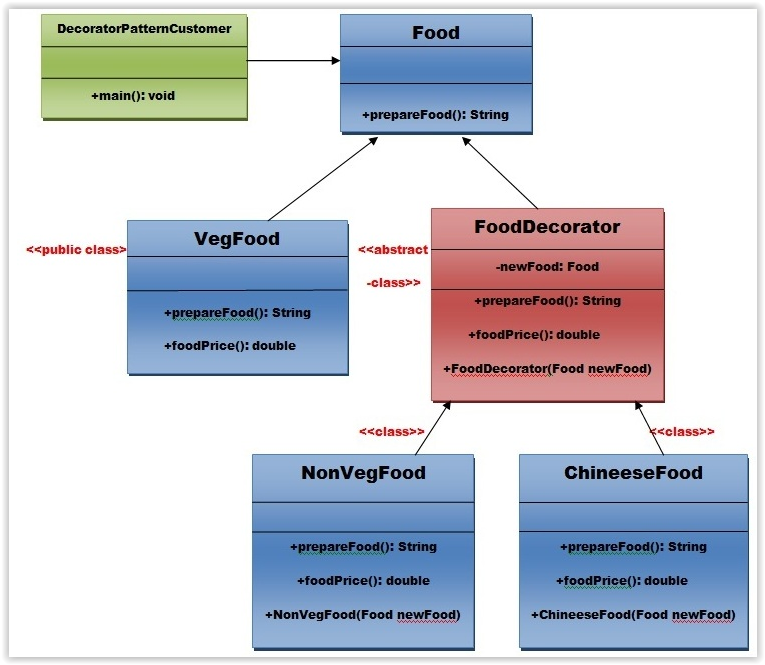 DecoratorPatternCustomer
+main(): void
Food
+prepareFood(): String
<<public class>
VegFood
+prepareFood(): String
+foodPrice(): double
<<abstract
-class>>
FoodDecorator
-newFood: Food
+prepareFood(): String
+foodPrice(): double
+FoodDecorator(Food newFood)
<<class>>
<<class>>
NonVegFood
+prepareFood(): String
+foodPrice(): double
+NonVegFood(Food newFood)
ChineeseFood
+prepareFood(): String
+foodPrice(): double
+ChineeseFood(Food newFood)